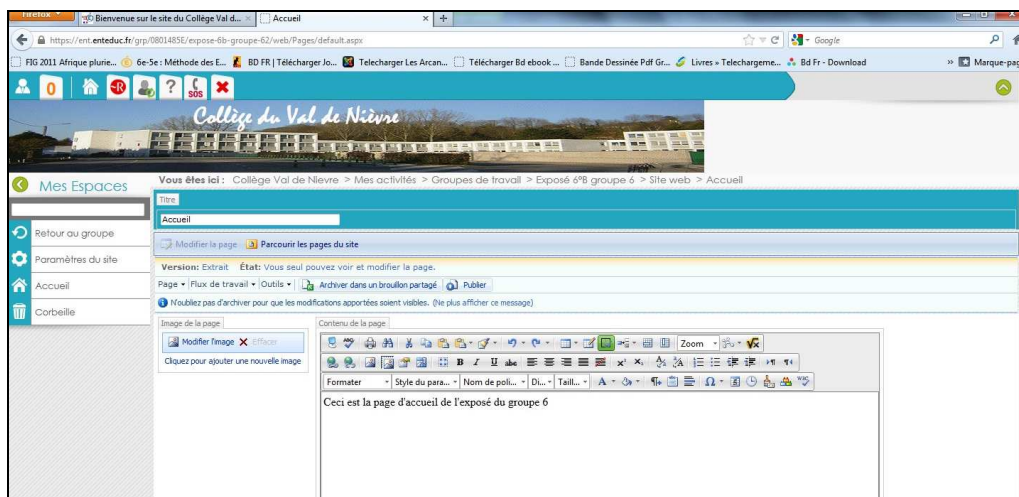 Firefox
Bienvenue sur le site du Collège Val d...
Accueil
https://ent.enteduc.fr/grp/0801485E/expose-6b-groupe-62/web/Pages/default.aspx
Google
FIG 2011 Afrique plurie... 6e-5e : Méthode des E... BD FR | Télécharger Jo... Telecharger Les Arcan... Télécharger Bd ebook ... Bande Dessinée Pdf Gr... Livres » Telechargeme... Bd Fr - Download » Marque-pag
0 R ? SOS
Collège du Val de Nièvre
Mes Espaces
Vous êtes ici : Collège Val de Nievre > Mes activités > Groupes de travail > Exposé 6°B groupe 6 > Site web > Accueil
Titre
Accueil
Retour au groupe
Modifier la page Parcourir les pages du site
Paramètres du site
Version: Extrait État: Vous seul pouvez voir et modifier la page.
Accueil
Page Flux de travail Outils Archiver dans un brouillon partagé Publier
N'oubliez pas d'archiver pour que les modifications apportées soient visibles. (Ne plus afficher ce message)
Corbeille
Image de la page
Contenu de la page
Modifier l'image Effacer
Zoom
Cliquez pour ajouter une nouvelle image
B I U abc
Formater Style du para... Nom de poli... Di... Taill...
Ceci est la page d'accueil de l'exposé du groupe 6